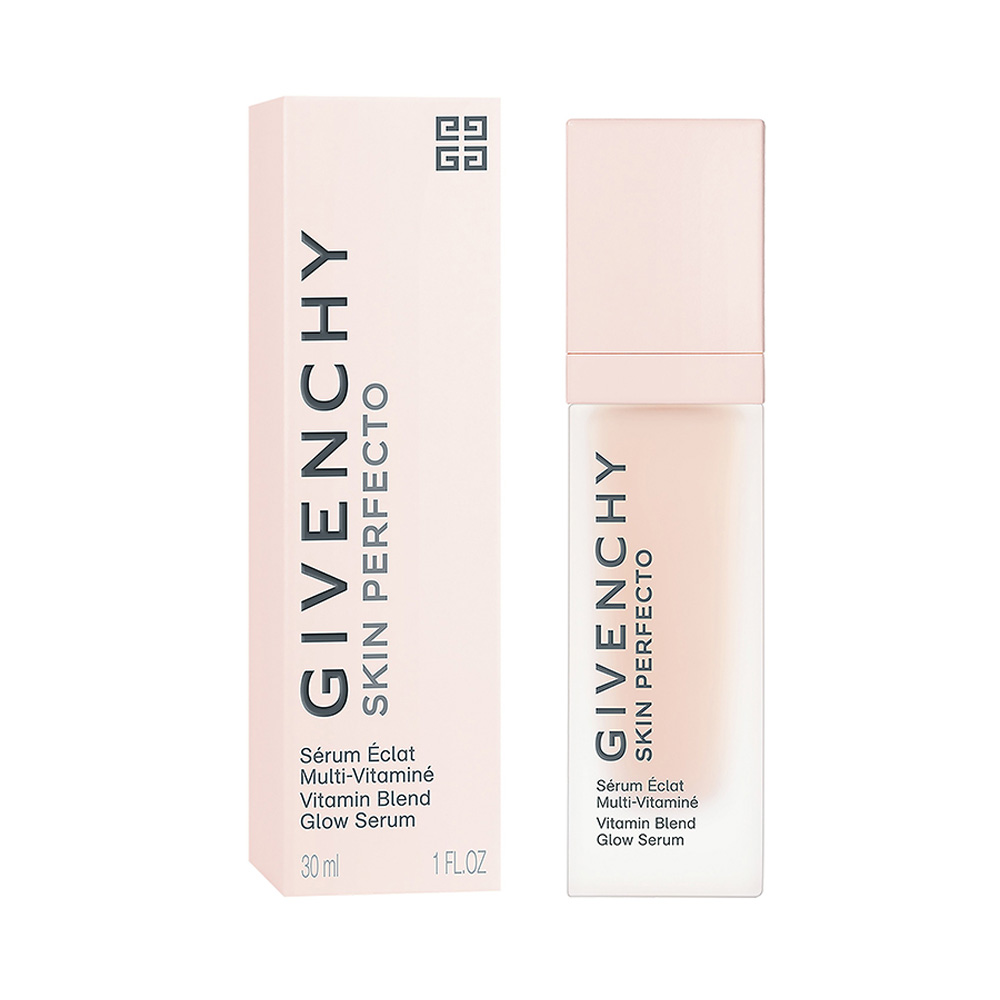 GIVENCHY
SKIN PERFECTO
Sérum Éclat
Multi-Vitaminé
Vitamin Blend
Glow Serum
30 ml 1 FL.OZ
GIVENCHY
SKIN PERFECTO
Sérum Éclat
Multi-Vitaminé
Vitamin Blend
Glow Serum